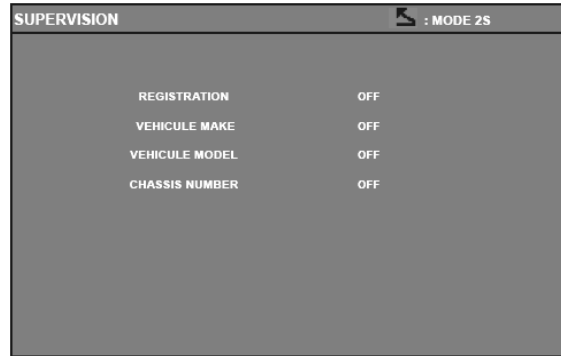 SUPERVISION : MODE 2S
REGISTRATION OFF
VEHICULE MAKE OFF
VEHICULE MODEL OFF
CHASSIS NUMBER OFF